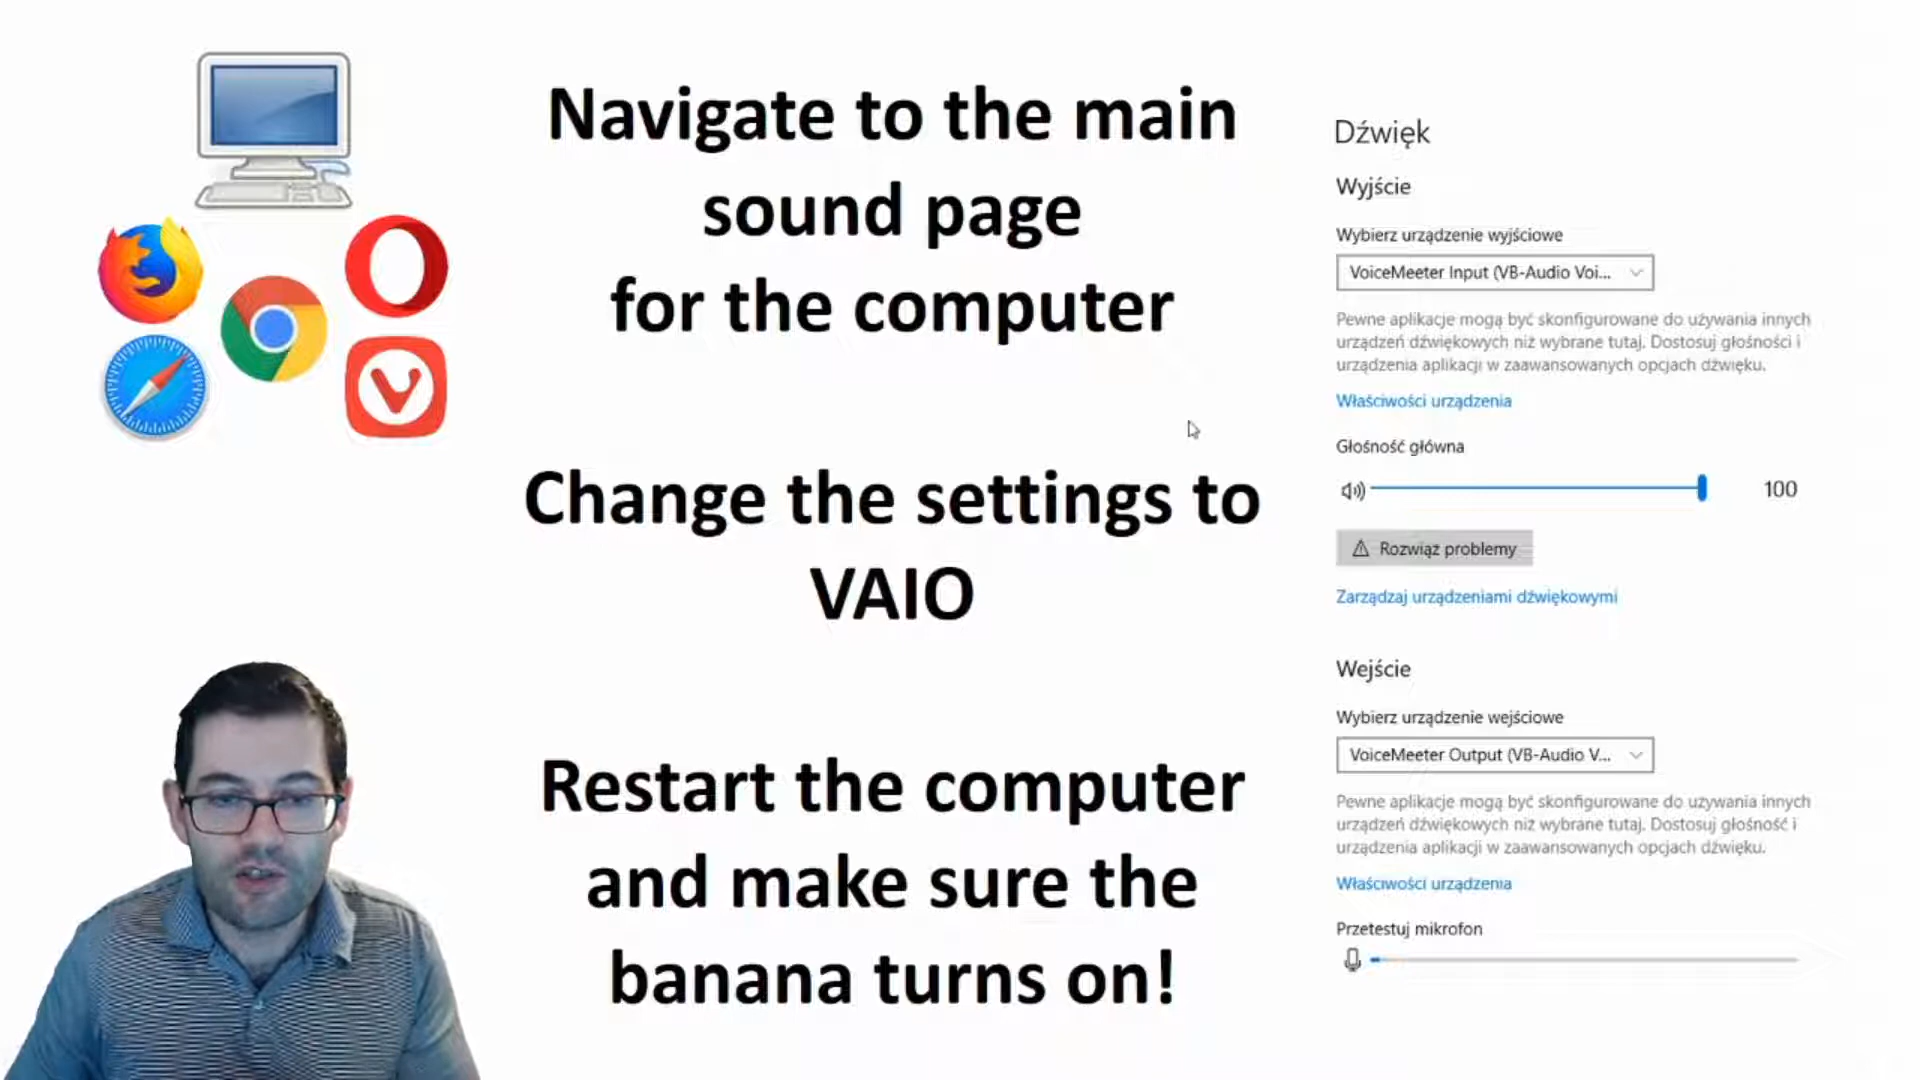 Navigate to the main
sound page
for the computer
Change the settings to
VAIO
Restart the computer
and make sure the
banana turns on!
Dźwięk
Wyjście
Wybierz urządzenie wyjściowe
VoiceMeeter Input (VB-Audio Voi...
Pewne aplikacje mogą być skonfigurowane do używania innych
urządzeń dźwiękowych niż wybrane tutaj. Dostosuj głośności i
urządzenia aplikacji w zaawansowanych opcjach dźwięku.
Właściwości urządzenia
Głośność główna
100
Rozwiąż problemy
Zarządzaj urządzeniami dźwiękowymi
Wejście
Wybierz urządzenie wejściowe
VoiceMeeter Output (VB-Audio V...
Pewne aplikacje mogą być skonfigurowane do używania innych
urządzeń dźwiękowych niż wybrane tutaj. Dostosuj głośność i
urządzenia aplikacji w zaawansowanych opcjach dźwięku.
Właściwości urządzenia
Przetestuj mikrofon